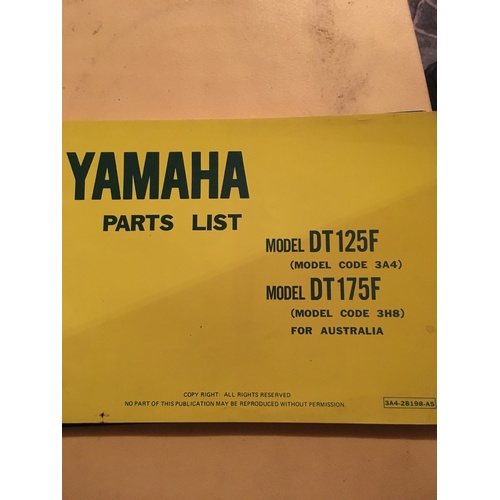 YAMAHA
PARTS LIST
MODEL DT125F
(MODEL CODE 3A4)
MODEL DT175F
(MODEL CODE 3H8)
FOR AUSTRALIA
COPY RIGHT: ALL RIGHTS RESERVED
NO PART OF THIS PUBLICATION MAY BE REPRODUCED WITHOUT PERMISSION.
3A4-28198-AS